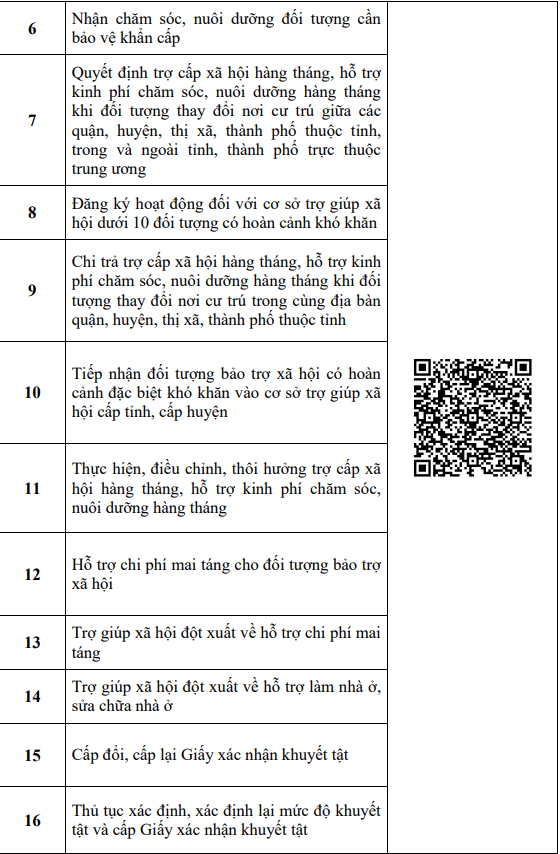 6
Nhận chăm sóc, nuôi dưỡng đối tượng cần
bảo vệ khẩn cấp
7
Quyết định trợ cấp xã hội hàng tháng, hỗ trợ
kinh phí chăm sóc, nuôi dưỡng hàng tháng
khi đối tượng thay đổi nơi cư trú giữa các
quận, huyện, thị xã, thành phố thuộc tỉnh,
trong và ngoài tỉnh, thành phố trực thuộc
trung ương
8
Đăng ký hoạt động đối với cơ sở trợ giúp xã
hội dưới 10 đối tượng có hoàn cảnh khó khăn
9
Chi trả trợ cấp xã hội hàng tháng, hỗ trợ kinh
phí chăm sóc, nuôi dưỡng hàng tháng khi đối
tượng thay đổi nơi cư trú trong cùng địa bàn
quận, huyện, thị xã, thành phố thuộc tỉnh
10
Tiếp nhận đối tượng bảo trợ xã hội có hoàn
cảnh đặc biệt khó khăn vào cơ sở trợ giúp xã
hội cấp tỉnh, cấp huyện
11
Thực hiện, điều chỉnh, thôi hưởng trợ cấp xã
hội hàng tháng, hỗ trợ kinh phí chăm sóc,
nuôi dưỡng hàng tháng
12
Hỗ trợ chi phí mai táng cho đối tượng bảo trợ
xã hội
13
Trợ giúp xã hội đột xuất về hỗ trợ chi phí mai
táng
14
Trợ giúp xã hội đột xuất về hỗ trợ làm nhà ở,
sửa chữa nhà ở
15
Cấp đổi, cấp lại Giấy xác nhận khuyết tật
16
Thủ tục xác định, xác định lại mức độ khuyết
tật và cấp Giấy xác nhận khuyết tật